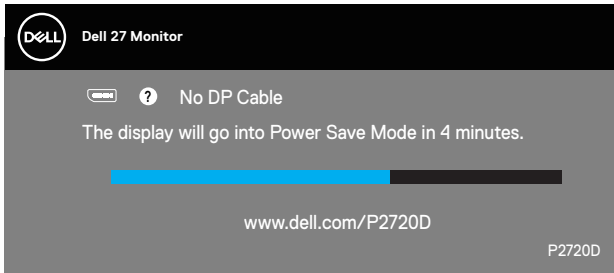 DELL
Dell 27 Monitor
? No DP Cable
The display will go into Power Save Mode in 4 minutes.
www.dell.com/P2720D
P2720D